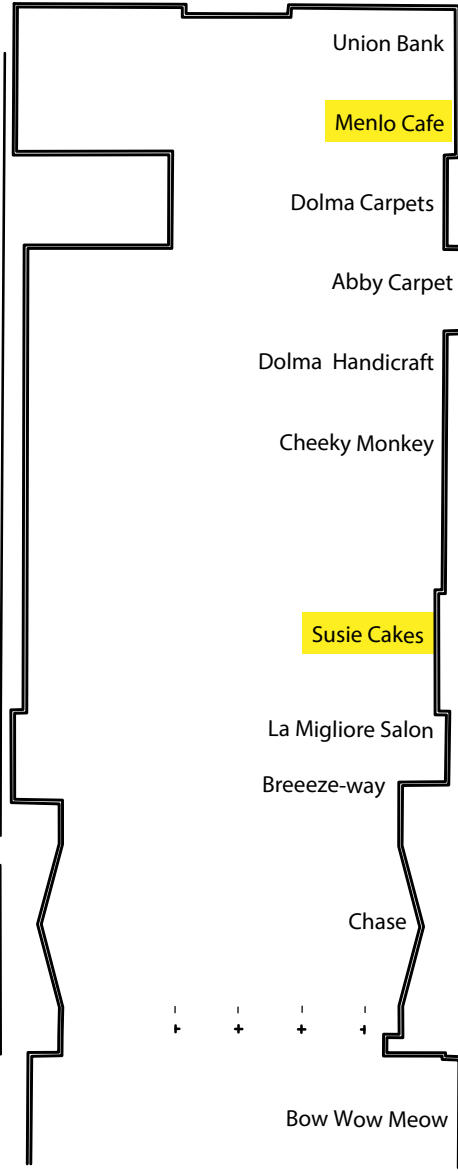 Union Bank
Menlo Cafe
Dolma Carpets
Abby Carpet
Dolma Handicraft
Cheeky Monkey
Susie Cakes
La Migliore Salon
Breeeze-way
Chase
Bow Wow Meow